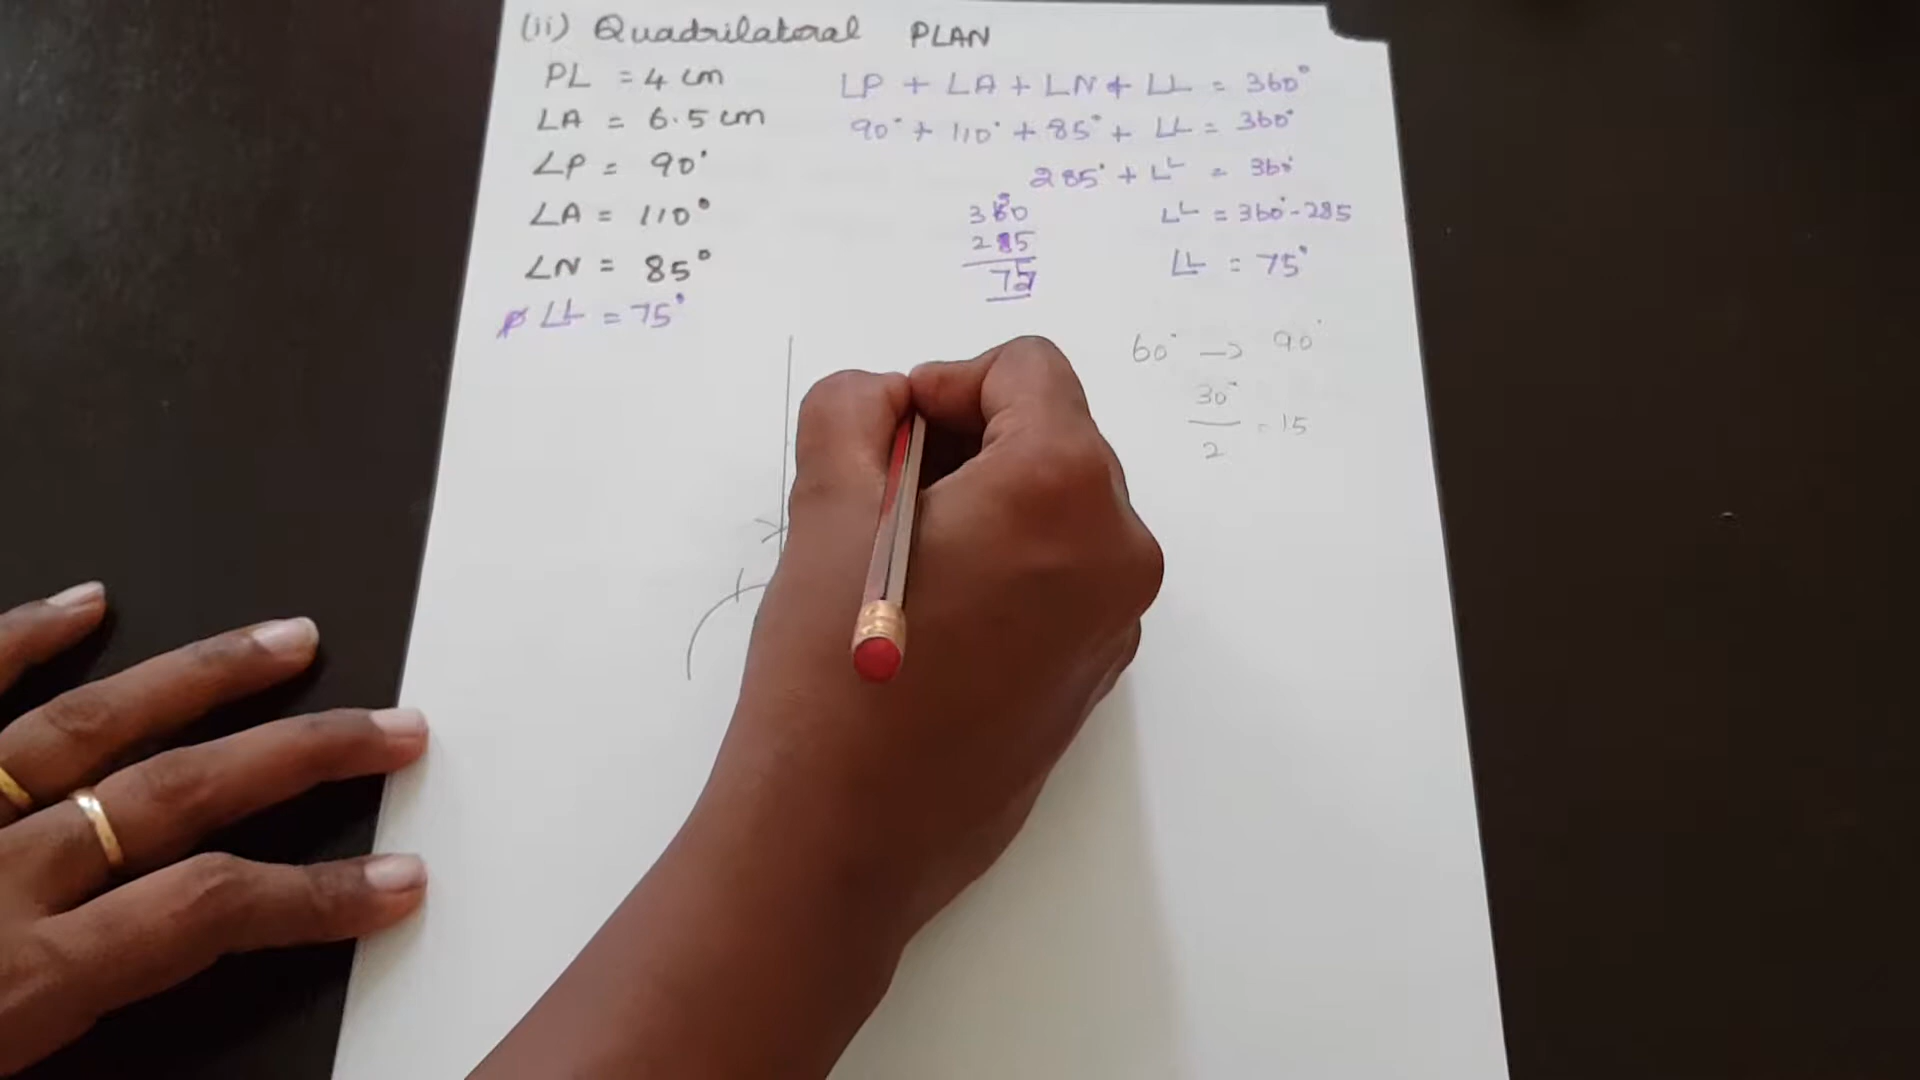 (ii) Quadrilateral PLAN
PL = 4 cm
LA = 6.5 cm
∠P = 90°
∠A = 110°
∠N = 85°
∠L = 75°
∠P + ∠A + ∠N + ∠L = 360°
90° + 110° + 85° + ∠L = 360°
285° + ∠L = 360
∠L = 360° - 285
∠L = 75°
360
285
75
60° → 90°
30°
2
= 15